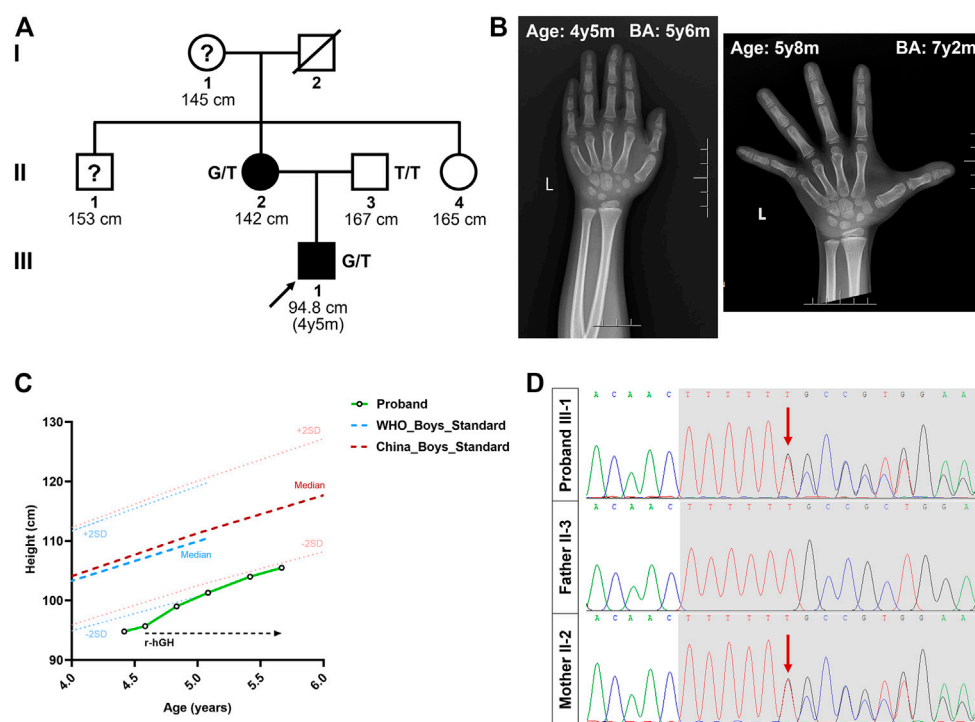 A
I
?
1
145 cm
2
II
?
1
153 cm
G/T
2
142 cm
3
167 cm
T/T
4
165 cm
III
G/T
1
94.8 cm
(4y5m)
B
Age: 4y5m BA: 5y6m
L
Age: 5y8m BA: 7y2m
L
C
Proband
WHO_Boys_Standard
China_Boys_Standard
Height (cm)
130
120
110
100
90
+2SD
+2SD
Median
Median
-2SD
-2SD
r-hGH
4.0
4.5
5.0
5.5
6.0
Age (years)
D
Proband III-1
A C A A C T T T T T T G C C G T G G A A
Father II-3
A C A A C T T T T T T G C C G C T G G A
Mother II-2
A C A A C T T T T T T G C C G T G G A A